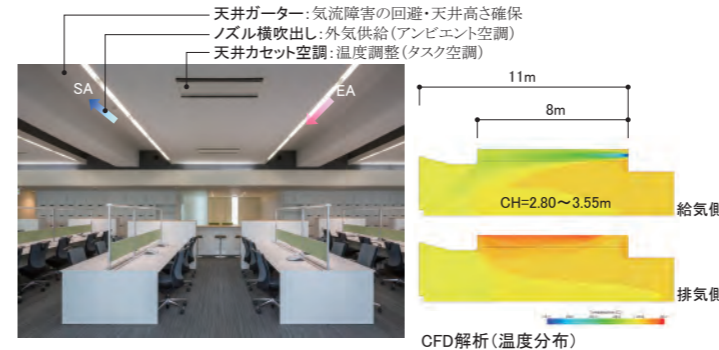 天井ガーター：気流障害の回避・天井高さ確保
ノズル横吹出し：外気供給(アンビエント空調)
天井カセット空調：温度調整(タスク空調)
SA
EA
11m
8m
CH=2.80〜3.55m
給気側
排気側
CFD解析(温度分布)